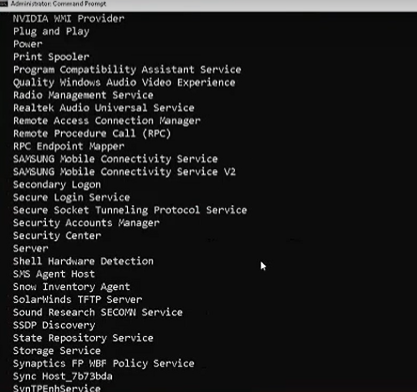 Administrator: Command Prompt
NVIDIA WMI Provider
Plug and Play
Power
Print Spooler
Program Compatibility Assistant Service
Quality Windows Audio Video Experience
Radio Management Service
Realtek Audio Universal Service
Remote Access Connection Manager
Remote Procedure Call (RPC)
RPC Endpoint Mapper
SAMSUNG Mobile Connectivity Service
SAMSUNG Mobile Connectivity Service V2
Secondary Logon
Secure Login Service
Secure Socket Tunneling Protocol Service
Security Accounts Manager
Security Center
Server
Shell Hardware Detection
SMS Agent Host
Snow Inventory Agent
SolarWinds TFTP Server
Sound Research SECOMN Service
SSDP Discovery
State Repository Service
Storage Service
Synaptics FP WBF Policy Service
Sync Host_7b73bda
SynTPEnhService